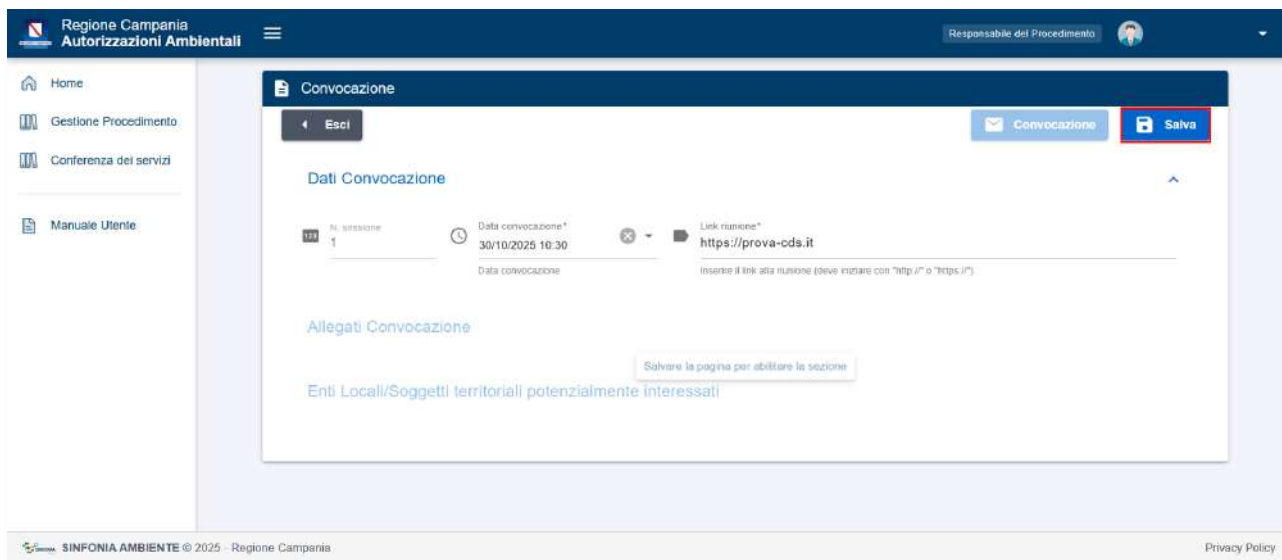 Regione Campania
Autorizzazioni Ambientali
Responsabile del Procedimento
Home
Gestione Procedimento
Conferenza dei servizi
Manuale Utente
Convocazione
Esci
Convocazione
Salva
Dati Convocazione
123
N. sessione
1
Data convocazione*
30/10/2025 10:30
Data convocazione
Link riunione*
https://prova-cds.it
Inserire il link alla riunione (deve iniziare con "http://" o "https://")
Allegati Convocazione
Salvare la pagina per abilitare la sezione
Enti Locali/Soggetti territoriali potenzialmente interessati
SINFONIA AMBIENTE © 2025 - Regione Campania
Privacy Policy